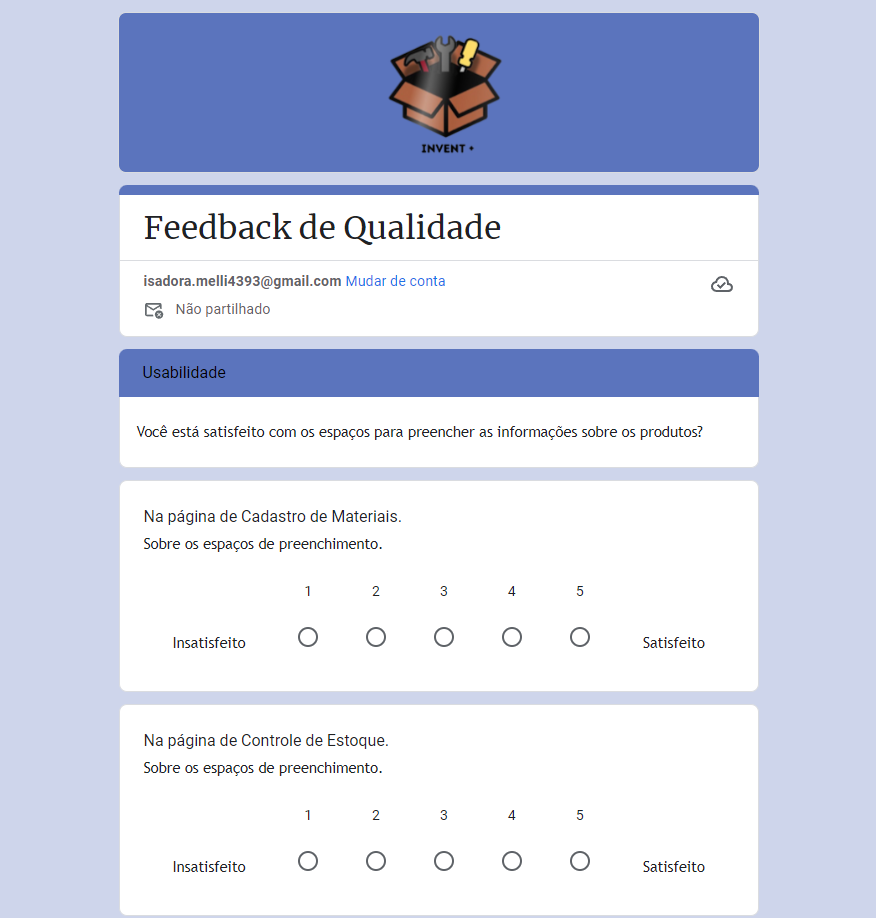 INVENT +
Feedback de Qualidade
isadora.melli4393@gmail.com Mudar de conta
Não partilhado
Usabilidade
Você está satisfeito com os espaços para preencher as informações sobre os produtos?
Na página de Cadastro de Materiais.
Sobre os espaços de preenchimento.
1 2 3 4 5
Insatisfeito Satisfeito
Na página de Controle de Estoque.
Sobre os espaços de preenchimento.
1 2 3 4 5
Insatisfeito Satisfeito